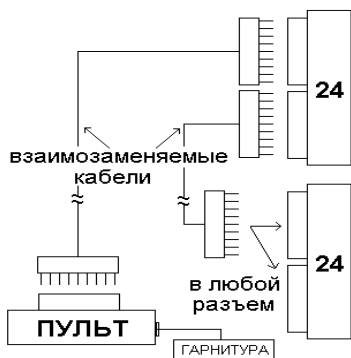 24
взаимозаменяемые
кабели
24
в любой
разъем
ПУЛЬТ
ГАРНИТУРА